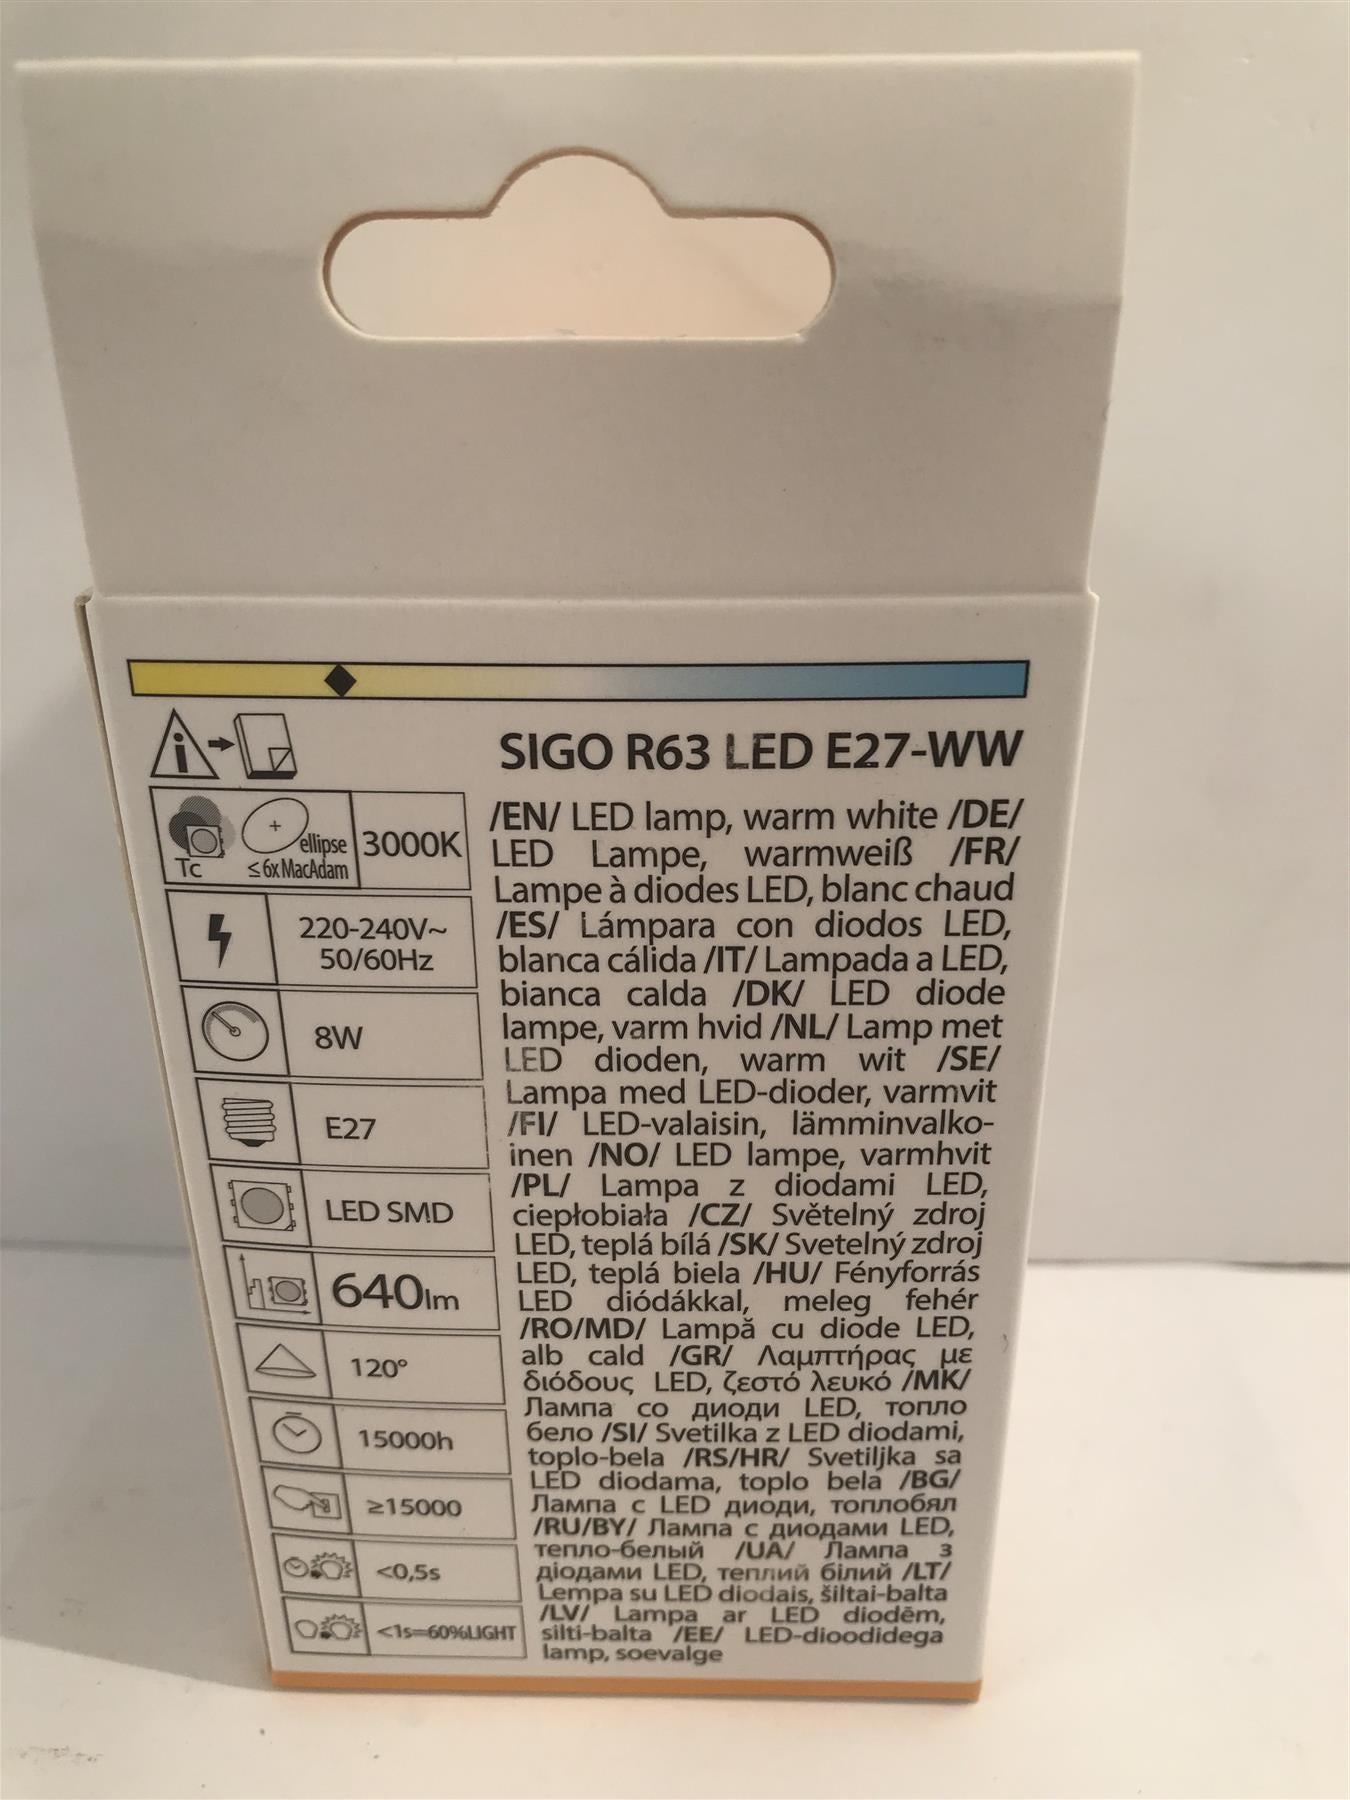 SIGO R63 LED E27-WW
Tc ellipse ≤6xMacAdam 3000K
220-240V~
50/60Hz
8W
E27
LED SMD
640lm
120°
15000h
≥15000
<0,5s
<1s=60%LIGHT
/EN/ LED lamp, warm white /DE/
LED Lampe, warmweiß /FR/
Lampe à diodes LED, blanc chaud
/ES/ Lámpara con diodos LED,
blanca cálida /IT/ Lampada a LED,
bianca calda /DK/ LED diode
lampe, varm hvid /NL/ Lamp met
LED dioden, warm wit /SE/
Lampa med LED-dioder, varmvit
/FI/ LED-valaisin, lämminvalko-
inen /NO/ LED lampe, varmhvit
/PL/ Lampa z diodami LED,
ciepłobiała /CZ/ Světelný zdroj
LED, teplá bílá /SK/ Svetelný zdroj
LED, teplá biela /HU/ Fényforrás
LED diódákkal, meleg fehér
/RO/MD/ Lampă cu diode LED,
alb cald /GR/ Λαμπτήρας με
διόδους LED, ζεστό λευκό /MK/
Лампа со диоди LED, топло
бело /SI/ Svetilka z LED diodami,
toplo-bela /RS/HR/ Svetiljka sa
LED diodama, toplo bela /BG/
Лампа с LED диоди, топлобял
/RU/BY/ Лампа с диодами LED,
тепло-белый /UA/ Лампа з
діодами LED, теплий білий /LT/
Lempa su LED diodais, šiltai-balta
/LV/ Lampa ar LED diodēm,
silti-balta /EE/ LED-dioodidega
lamp, soevalge